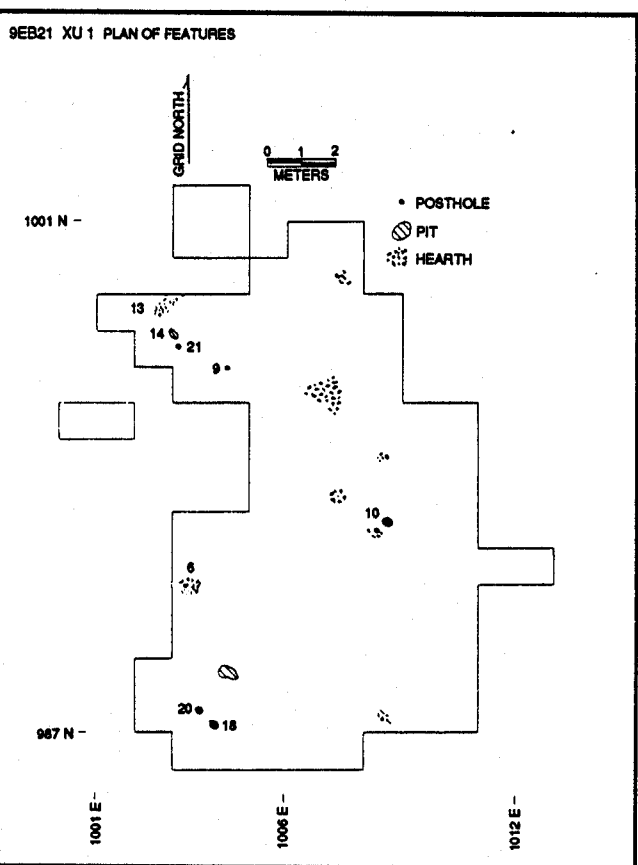 9EB21 XU 1 PLAN OF FEATURES
GRID NORTH
0 1 2
METERS
1001 N
POSTHOLE
PIT
HEARTH
13
14
21
9
10
6
20
18
987 N
1001 E
1006 E
1012 E